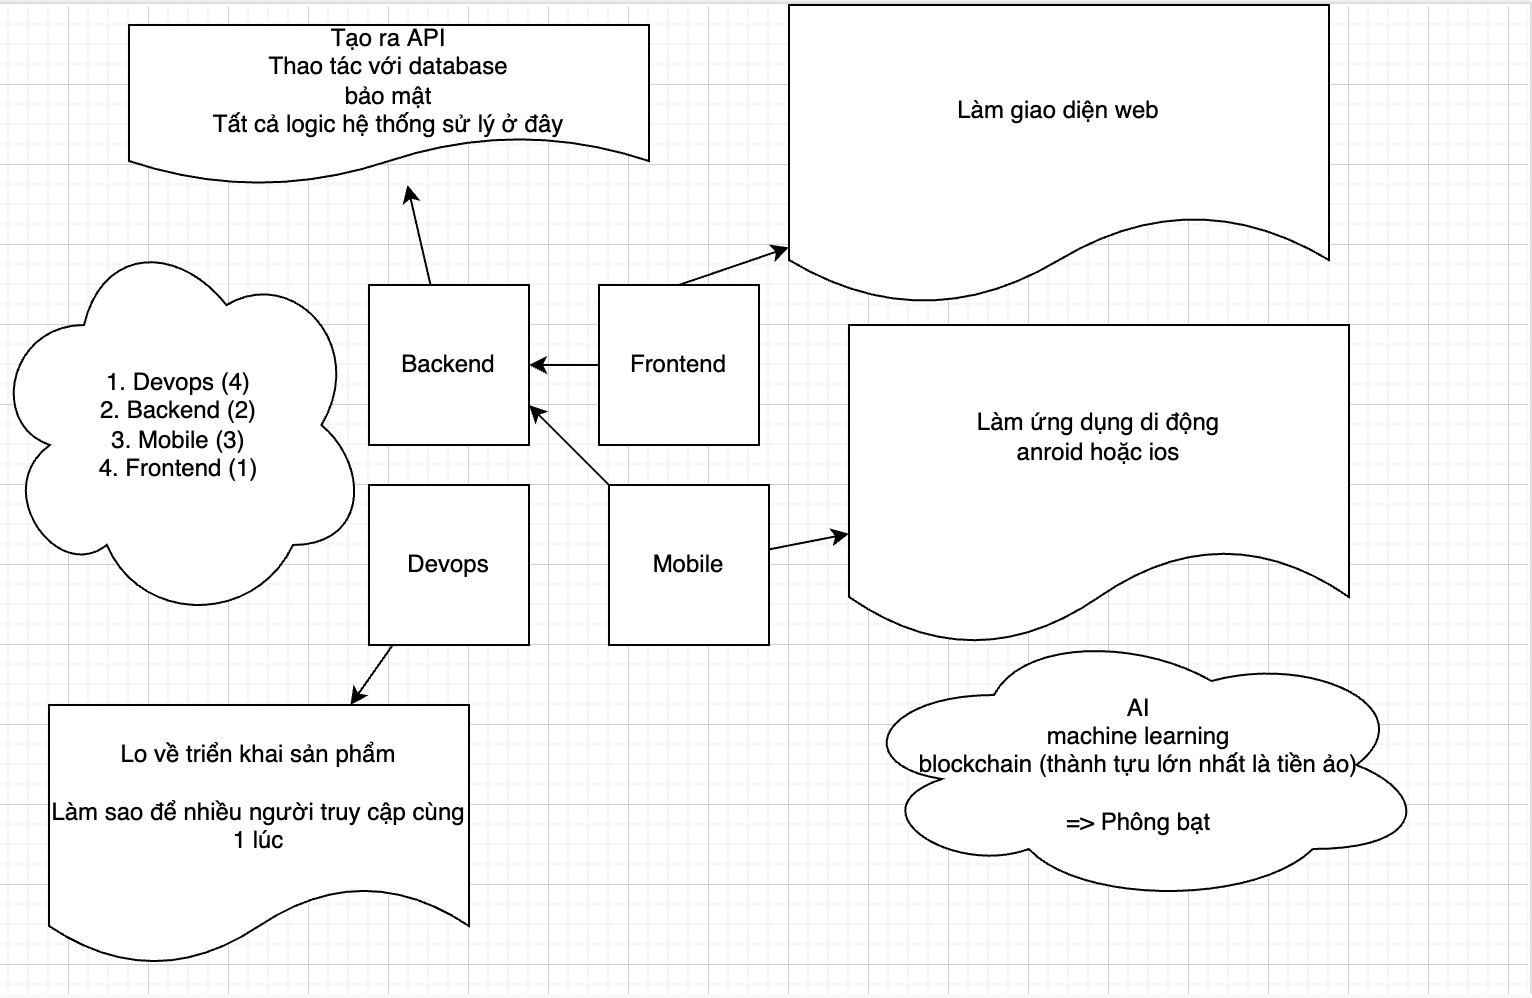 Tạo ra API
Thao tác với database
bảo mật
Tất cả logic hệ thống sử lý ở đây
Làm giao diện web
Backend
Frontend
1. Devops (4)
2. Backend (2)
3. Mobile (3)
4. Frontend (1)
Làm ứng dụng di động
anroid hoặc ios
Devops
Mobile
Lo về triển khai sản phẩm
Làm sao để nhiều người truy cập cùng
1 lúc
AI
machine learning
blockchain (thành tựu lớn nhất là tiền ảo)
=> Phông bạt